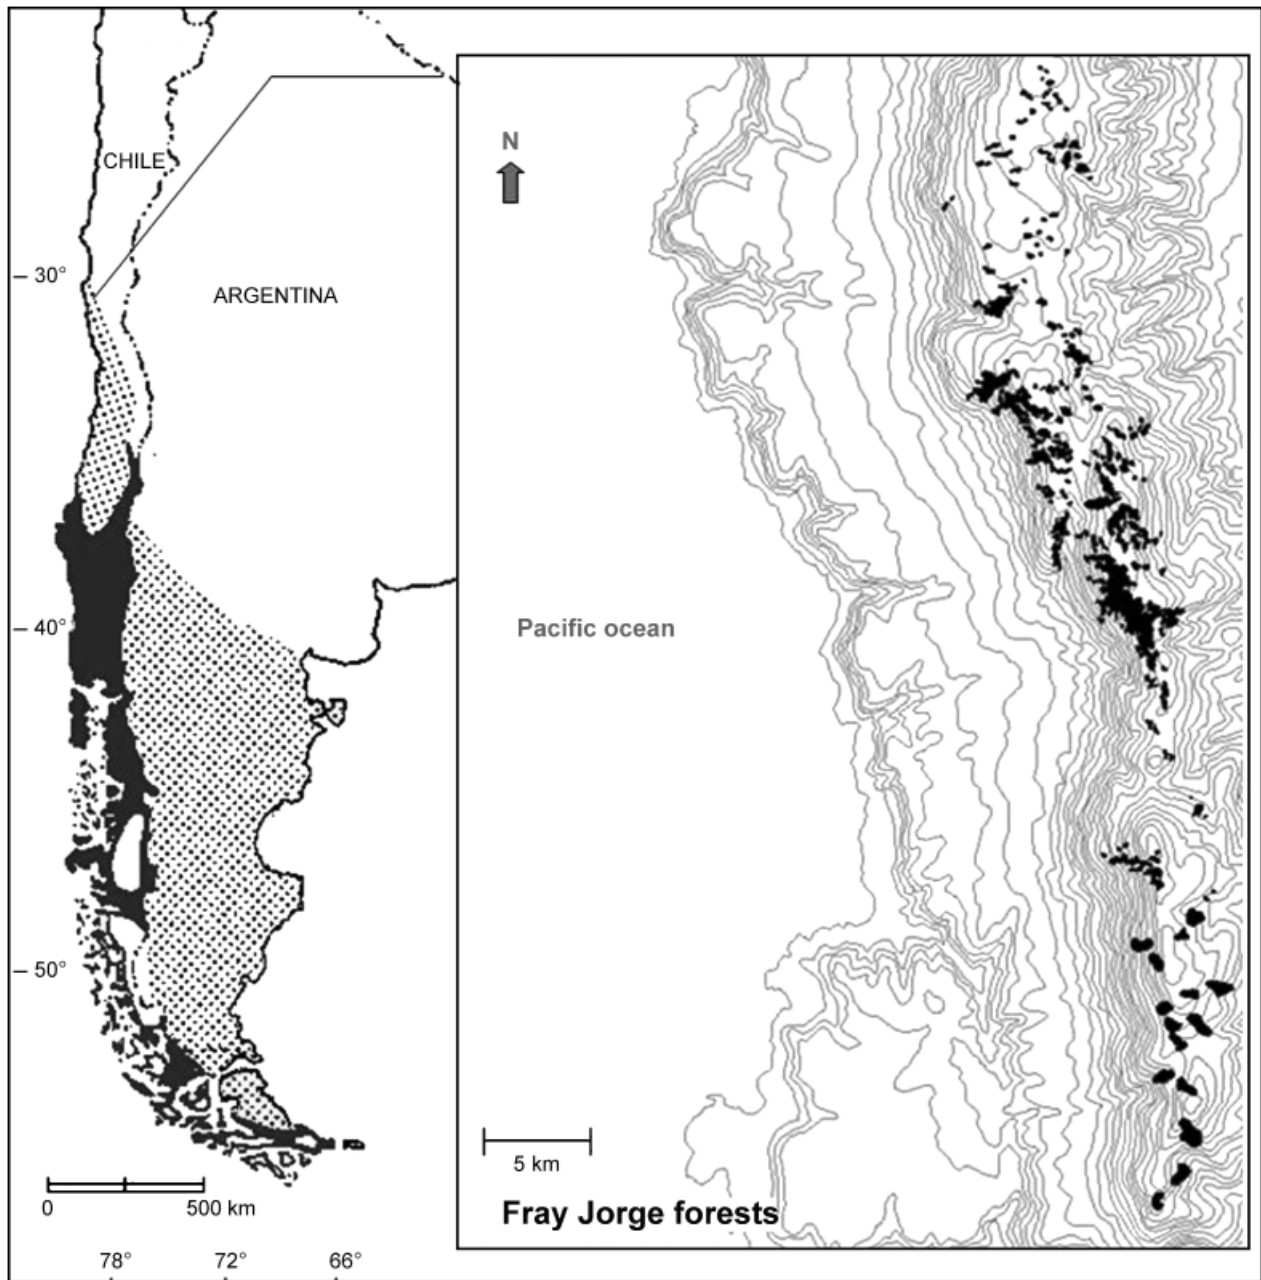 CHILE
– 30°
ARGENTINA
– 40°
– 50°
0 500 km
78° 72° 66°
N
Pacific ocean
5 km
Fray Jorge forests